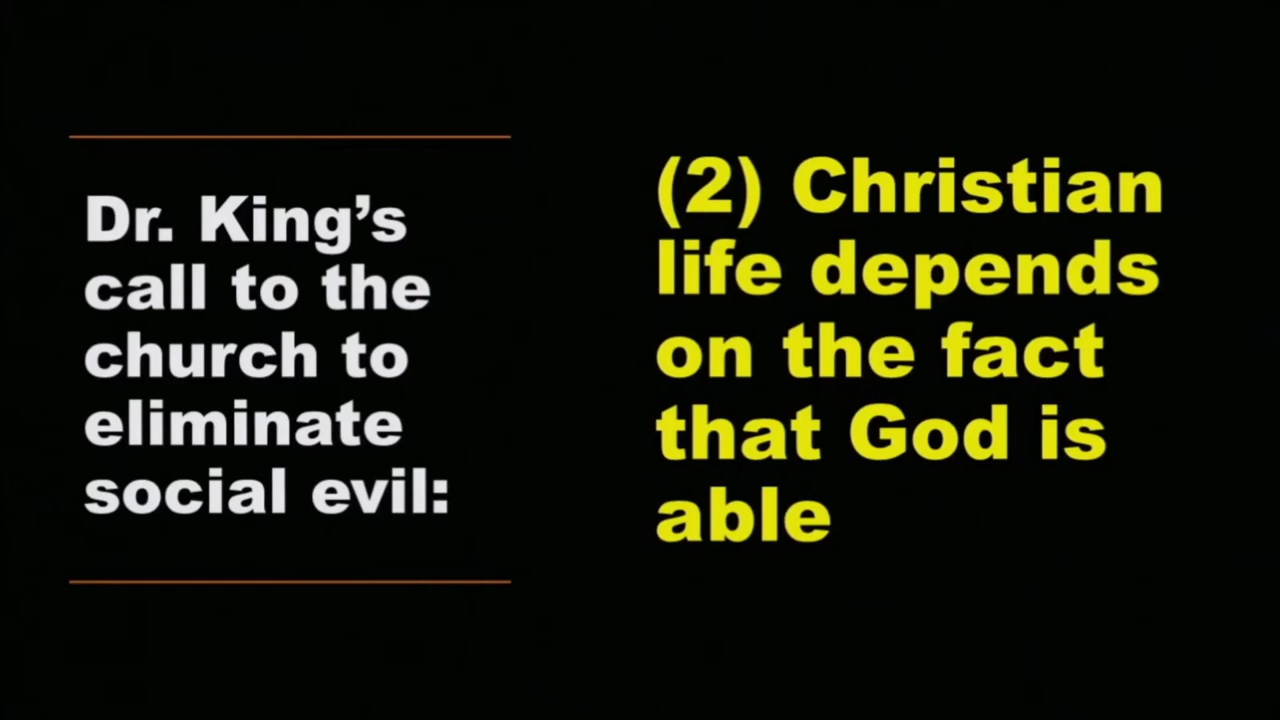 Dr. King’s
call to the
church to
eliminate
social evil:
(2) Christian
life depends
on the fact
that God is
able